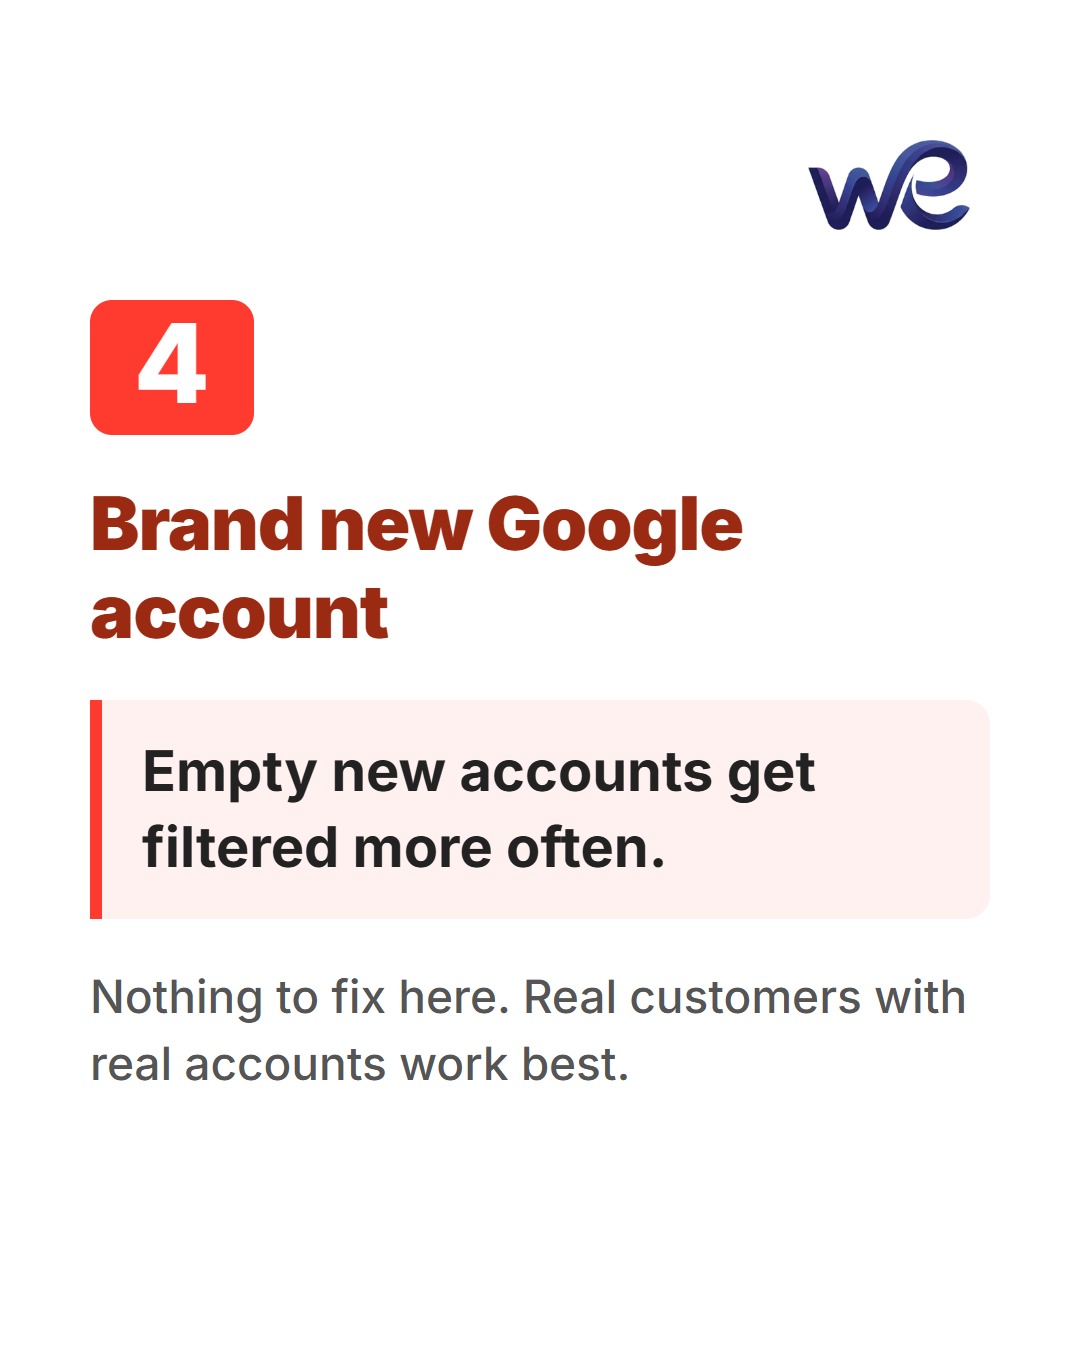 we
4
Brand new Google
account
Empty new accounts get
filtered more often.
Nothing to fix here. Real customers with
real accounts work best.